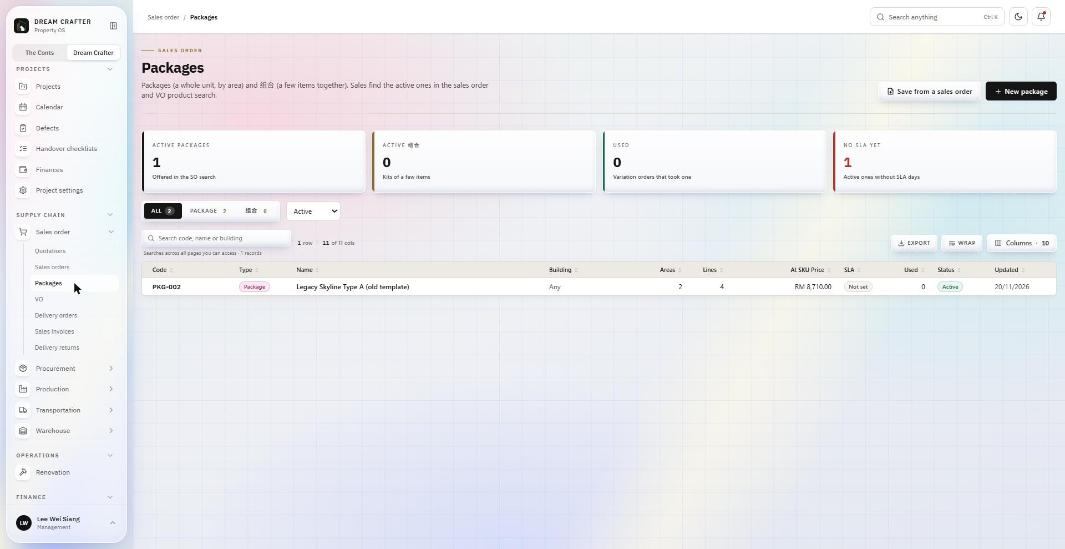 DREAM CRAFTER
Property OS
The Conts
Dream Crafter
PROJECTS
Projects
Calendar
Defects
Handover checklists
Finances
Project settings
SUPPLY CHAIN
Sales order
Quotations
Sales orders
Packages
VO
Delivery orders
Sales invoices
Delivery returns
Procurement
Production
Transportation
Warehouse
OPERATIONS
Renovation
FINANCE
LW
Lee Wei Siang
Management
Sales order / Packages
Search anything
Ctrl K
SALES ORDER
Packages
Packages (a whole unit, by area) and 组合 (a few items together). Sales find the active ones in the sales order
and VO product search.
Save from a sales order
+ New package
ACTIVE PACKAGES
1
Offered in the SO search
ACTIVE 组合
0
Kits of a few items
USED
0
Variation orders that took one
NO SLA YET
1
Active ones without SLA days
ALL 2
PACKAGE 2
组合 0
Active
Search code, name or building
1 row | 11 of 11 cols
EXPORT
WRAP
Columns · 10
Searches across all pages you can access · 1 records
Code Type Name Building Areas Lines At SKU Price SLA Used Status Updated
PKG-002 Package Legacy Skyline Type A (old template) Any 2 4 RM 8,710.00 Not set 0 Active 20/11/2026